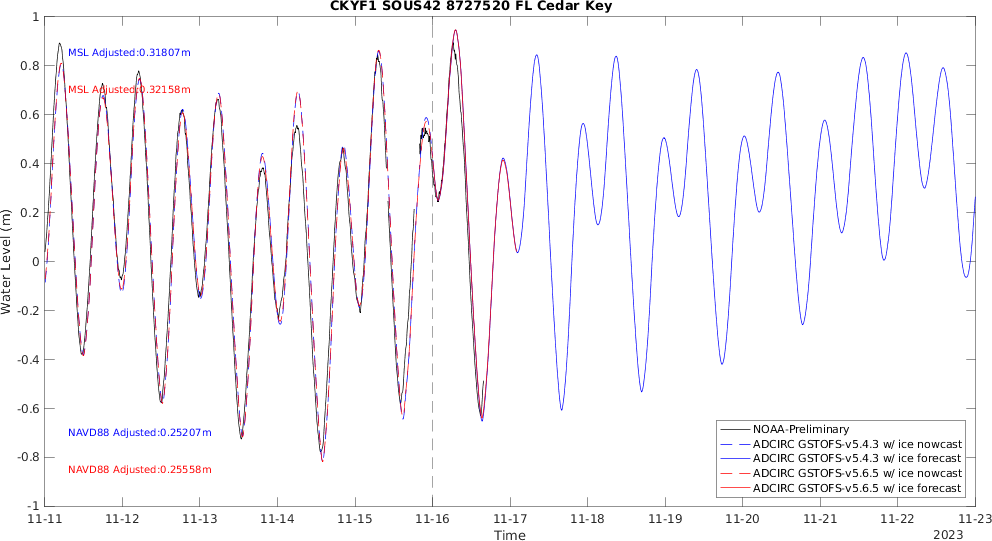 CKYF1 SOUS42 8727520 FL Cedar Key
Water Level (m)
1
0.8
0.6
0.4
0.2
0
-0.2
-0.4
-0.6
-0.8
-1
MSL Adjusted:0.31807m
MSL Adjusted:0.32158m
NAVD88 Adjusted:0.25207m
NAVD88 Adjusted:0.25558m
NOAA-Preliminary
ADCIRC GSTOFS-v5.4.3 w/ ice nowcast
ADCIRC GSTOFS-v5.4.3 w/ ice forecast
ADCIRC GSTOFS-v5.6.5 w/ ice nowcast
ADCIRC GSTOFS-v5.6.5 w/ ice forecast
11-11 11-12 11-13 11-14 11-15 11-16 11-17 11-18 11-19 11-20 11-21 11-22 11-23
Time
2023